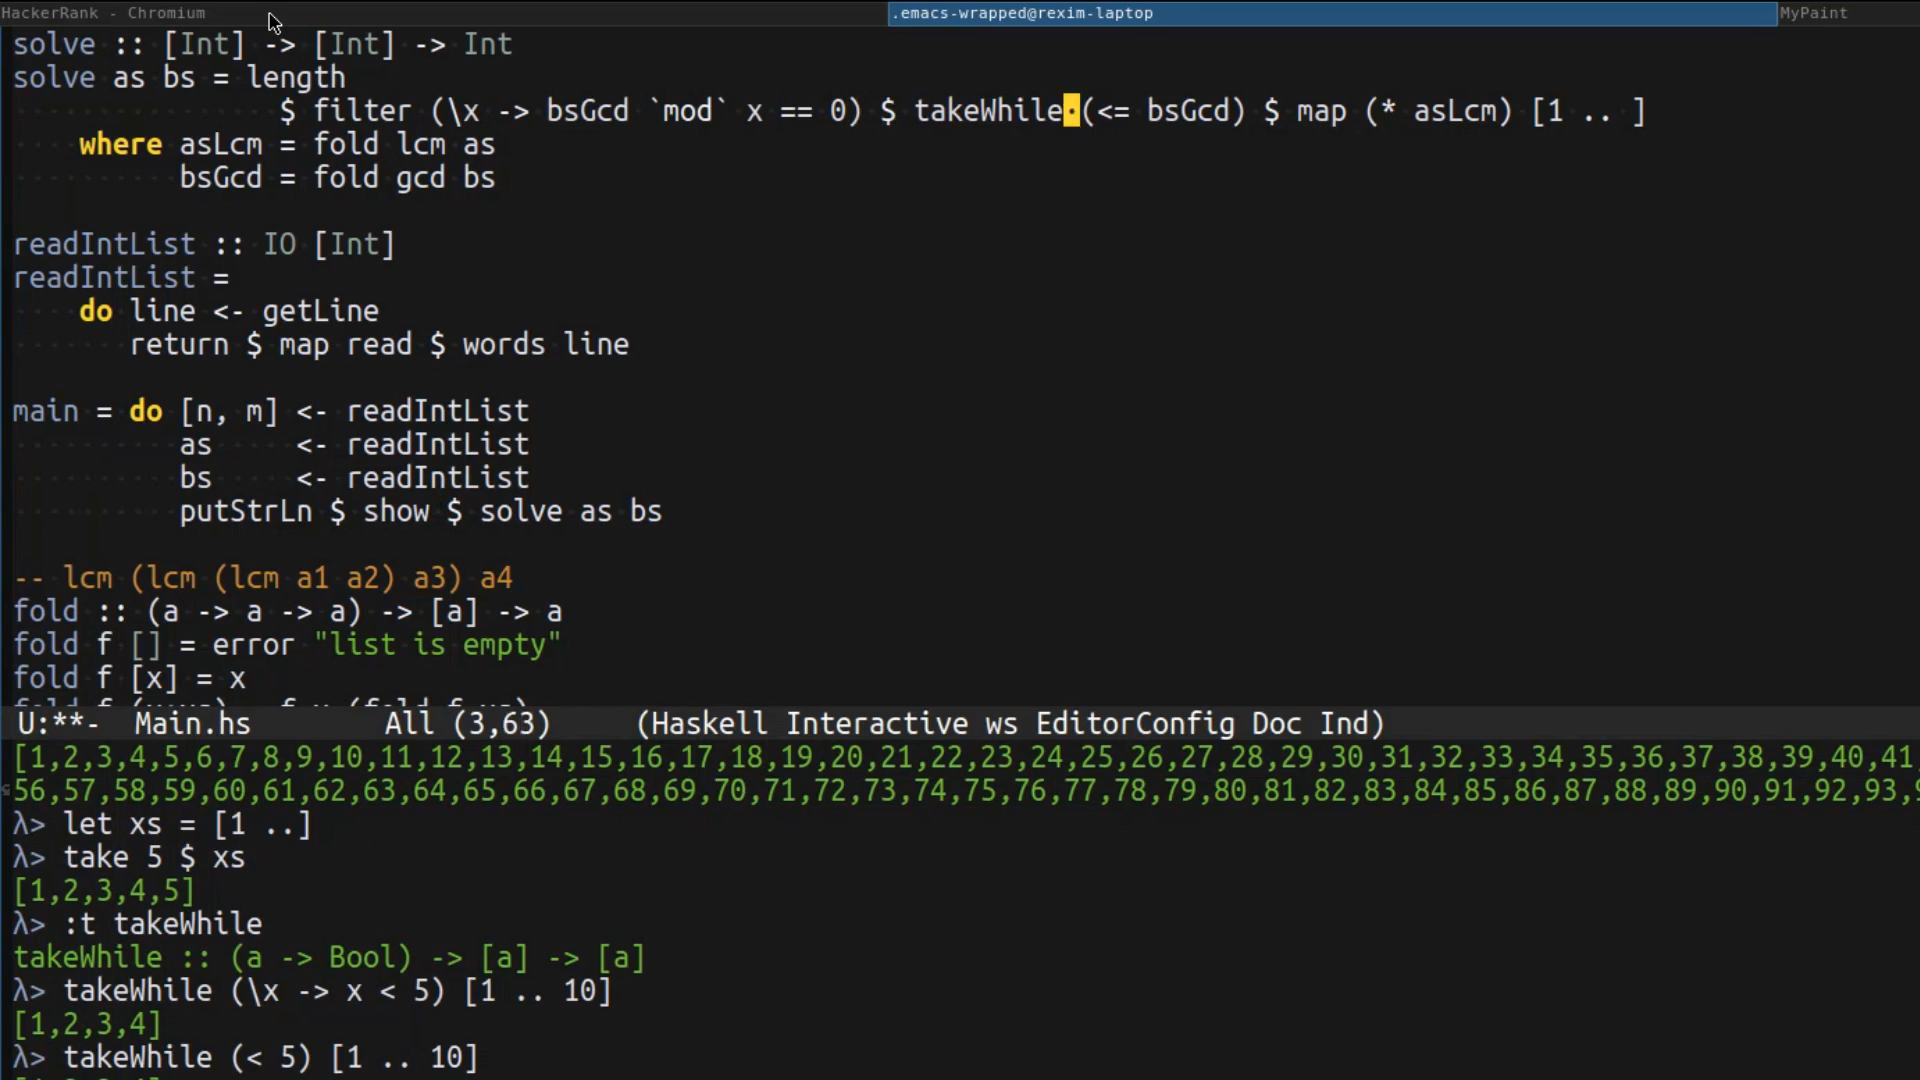 HackerRank - Chromium .emacs-wrapped@rexim-laptop MyPaint
solve :: [Int] -> [Int] -> Int
solve as bs = length
$ filter (\x -> bsGcd `mod` x == 0) $ takeWhile (<= bsGcd) $ map (* asLcm) [1 .. ]
where asLcm = fold lcm as
bsGcd = fold gcd bs
readIntList :: IO [Int]
readIntList =
do line <- getLine
return $ map read $ words line
main = do [n, m] <- readIntList
as <- readIntList
bs <- readIntList
putStrLn $ show $ solve as bs
-- lcm (lcm (lcm a1 a2) a3) a4
fold :: (a -> a -> a) -> [a] -> a
fold f [] = error "list is empty"
fold f [x] = x
U:**- Main.hs All (3,63) (Haskell Interactive ws EditorConfig Doc Ind)
[1,2,3,4,5,6,7,8,9,10,11,12,13,14,15,16,17,18,19,20,21,22,23,24,25,26,27,28,29,30,31,32,33,34,35,36,37,38,39,40,41,
56,57,58,59,60,61,62,63,64,65,66,67,68,69,70,71,72,73,74,75,76,77,78,79,80,81,82,83,84,85,86,87,88,89,90,91,92,93,
λ> let xs = [1 ..]
λ> take 5 $ xs
[1,2,3,4,5]
λ> :t takeWhile
takeWhile :: (a -> Bool) -> [a] -> [a]
λ> takeWhile (\x -> x < 5) [1 .. 10]
[1,2,3,4]
λ> takeWhile (< 5) [1 .. 10]